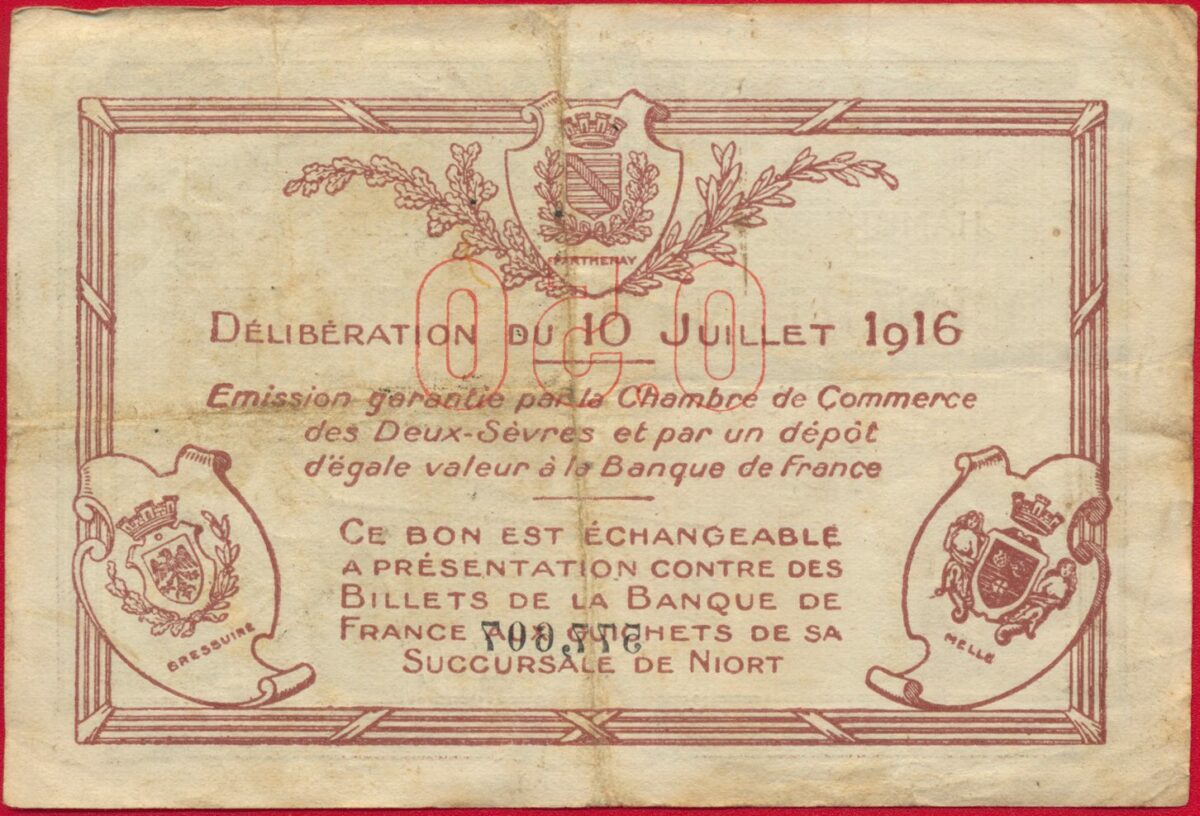 PARTHENAY
0.50
DÉLIBÉRATION DU 10 JUILLET 1916
Emission garantie par la Chambre de Commerce
des Deux-Sèvres et par un dépôt
d'égale valeur à la Banque de France
CE BON EST ÉCHANGEABLE
A PRÉSENTATION CONTRE DES
BILLETS DE LA BANQUE DE
FRANCE AUX GUICHETS DE SA
SUCCURSALE DE NIORT
BRESSUIRE
MELLE